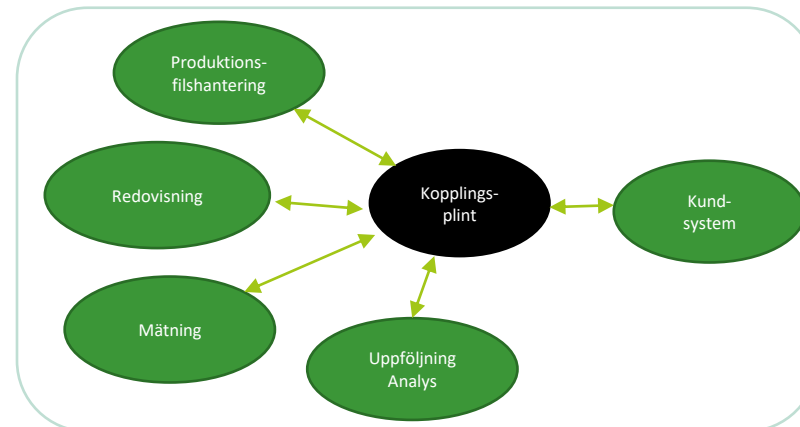 Produktions-
filshantering
Redovisning
Kopplings-
plint
Kund-
system
Mätning
Uppföljning
Analys